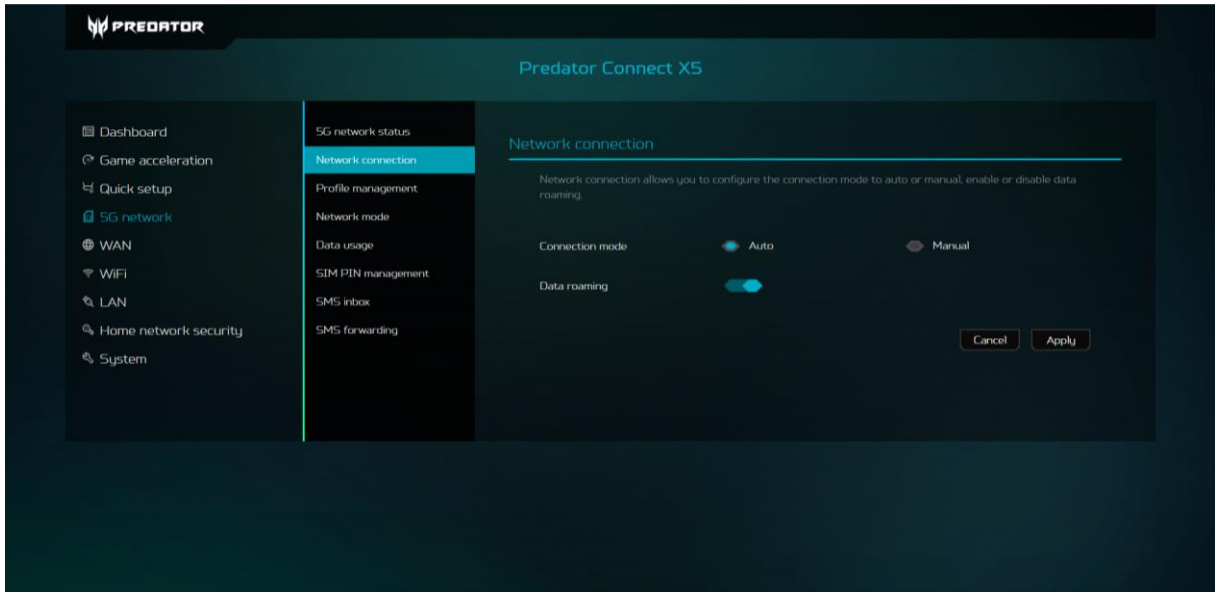 PREDATOR
Predator Connect X5
Dashboard
Game acceleration
Quick setup
5G network
WAN
WiFi
LAN
Home network security
System
5G network status
Network connection
Profile management
Network mode
Data usage
SIM PIN management
SMS inbox
SMS forwarding
Network connection
Network connection allows you to configure the connection mode to auto or manual, enable or disable data
roaming.
Connection mode Auto Manual
Data roaming
Cancel Apply